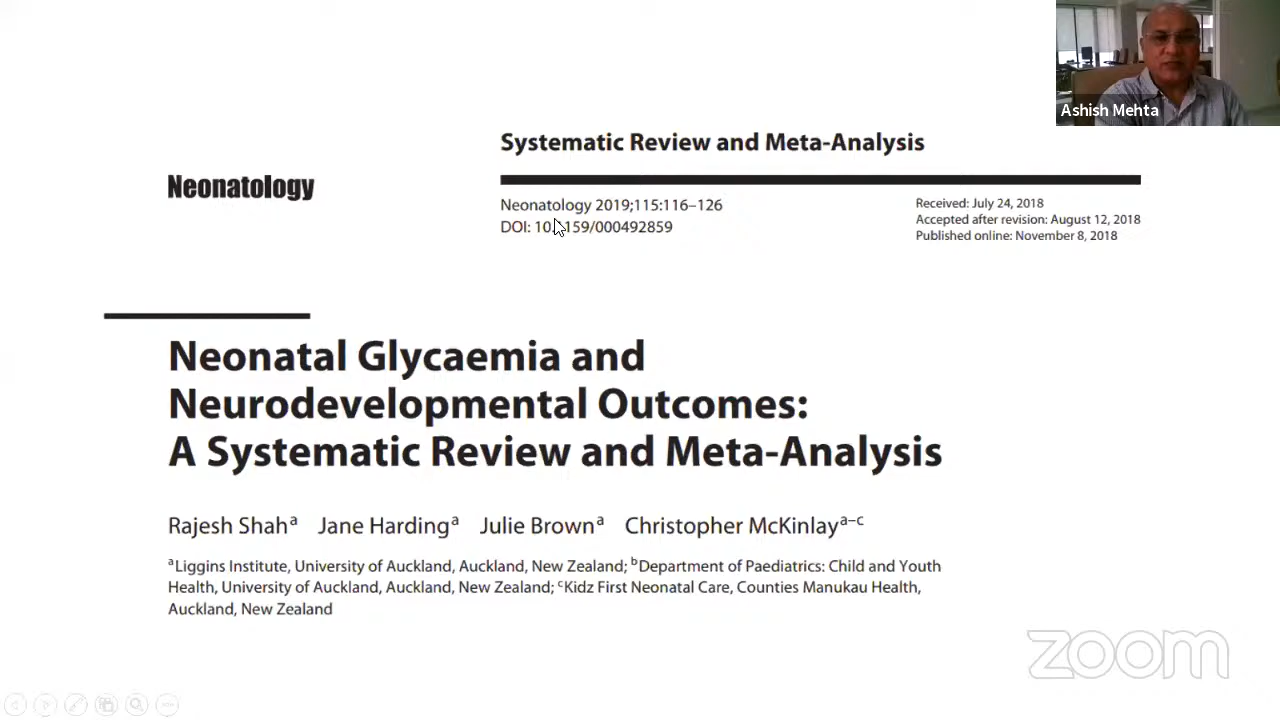 Ashish Mehta
Systematic Review and Meta-Analysis
Neonatology
Neonatology 2019;115:116–126
DOI: 10.1159/000492859
Received: July 24, 2018
Accepted after revision: August 12, 2018
Published online: November 8, 2018
Neonatal Glycaemia and
Neurodevelopmental Outcomes:
A Systematic Review and Meta-Analysis
Rajesh Shahᵃ Jane Hardingᵃ Julie Brownᵃ Christopher McKinlayᵃ⁻ᶜ
ᵃLiggins Institute, University of Auckland, Auckland, New Zealand; ᵇDepartment of Paediatrics: Child and Youth
Health, University of Auckland, Auckland, New Zealand; ᶜKidz First Neonatal Care, Counties Manukau Health,
Auckland, New Zealand
zoom